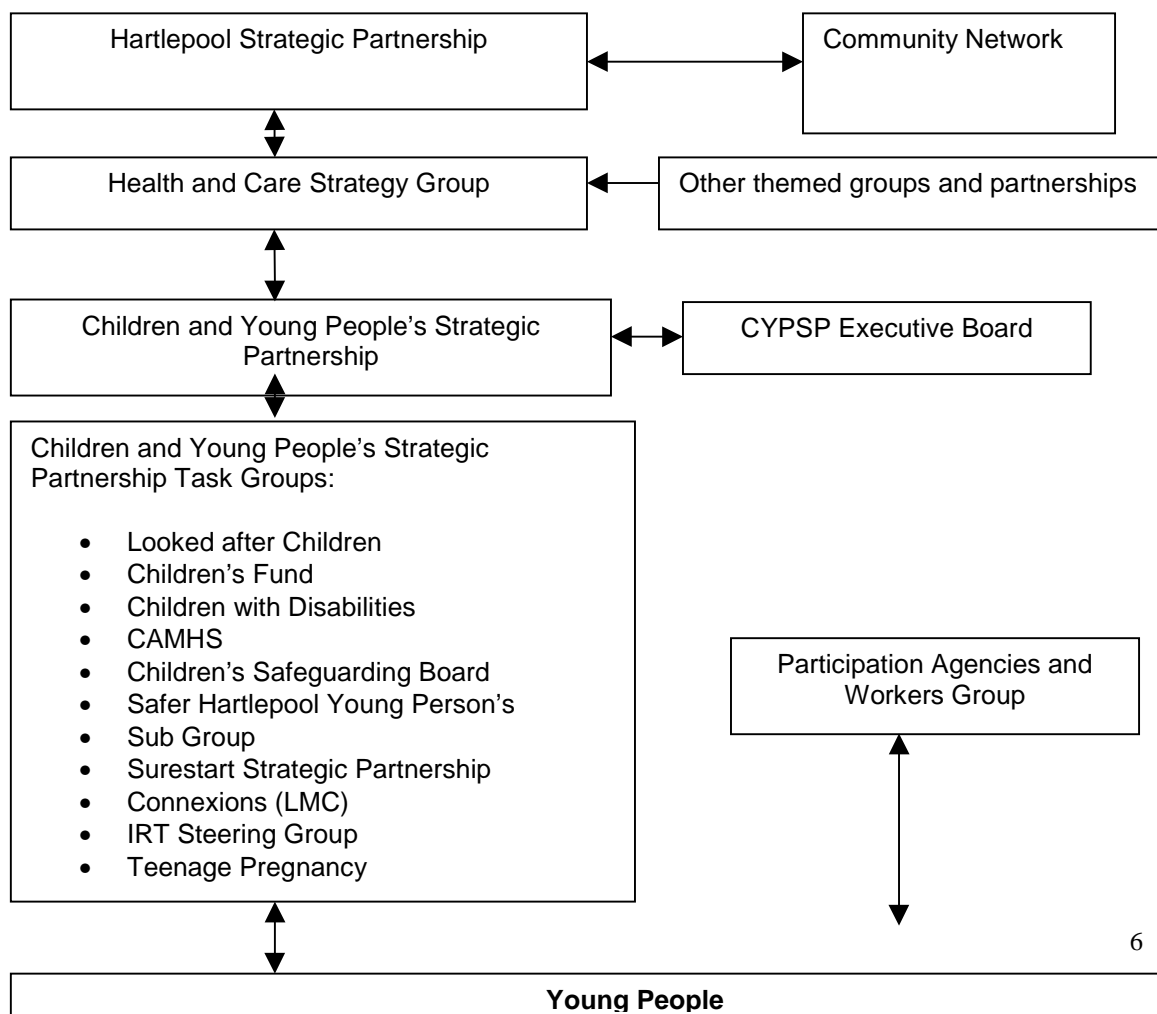 Hartlepool Strategic Partnership
Community Network
Health and Care Strategy Group
Other themed groups and partnerships
Children and Young People’s Strategic
Partnership
CYPSP Executive Board
Children and Young People’s Strategic
Partnership Task Groups:
• Looked after Children
• Children’s Fund
• Children with Disabilities
• CAMHS
• Children’s Safeguarding Board
• Safer Hartlepool Young Person’s
• Sub Group
• Surestart Strategic Partnership
• Connexions (LMC)
• IRT Steering Group
• Teenage Pregnancy
Participation Agencies and
Workers Group
6
Young People